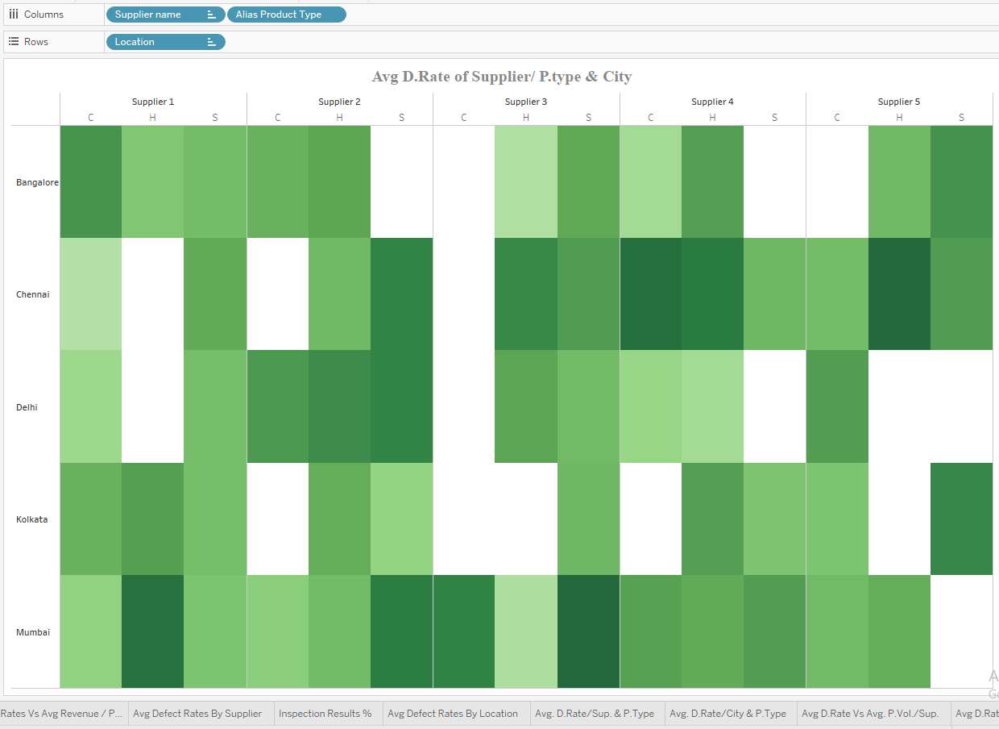 Columns Supplier name Alias Product Type
Rows Location
Avg D.Rate of Supplier/ P.type & City
Supplier 1 Supplier 2 Supplier 3 Supplier 4 Supplier 5
C H S C H S C H S C H S C H S
Bangalore
Chennai
Delhi
Kolkata
Mumbai
Rates Vs Avg Revenue / P... Avg Defect Rates By Supplier Inspection Results % Avg Defect Rates By Location Avg. D.Rate/Sup. & P.Type Avg. D.Rate/City & P.Type Avg D.Rate Vs Avg. P.Vol./Sup. Avg D.Rat